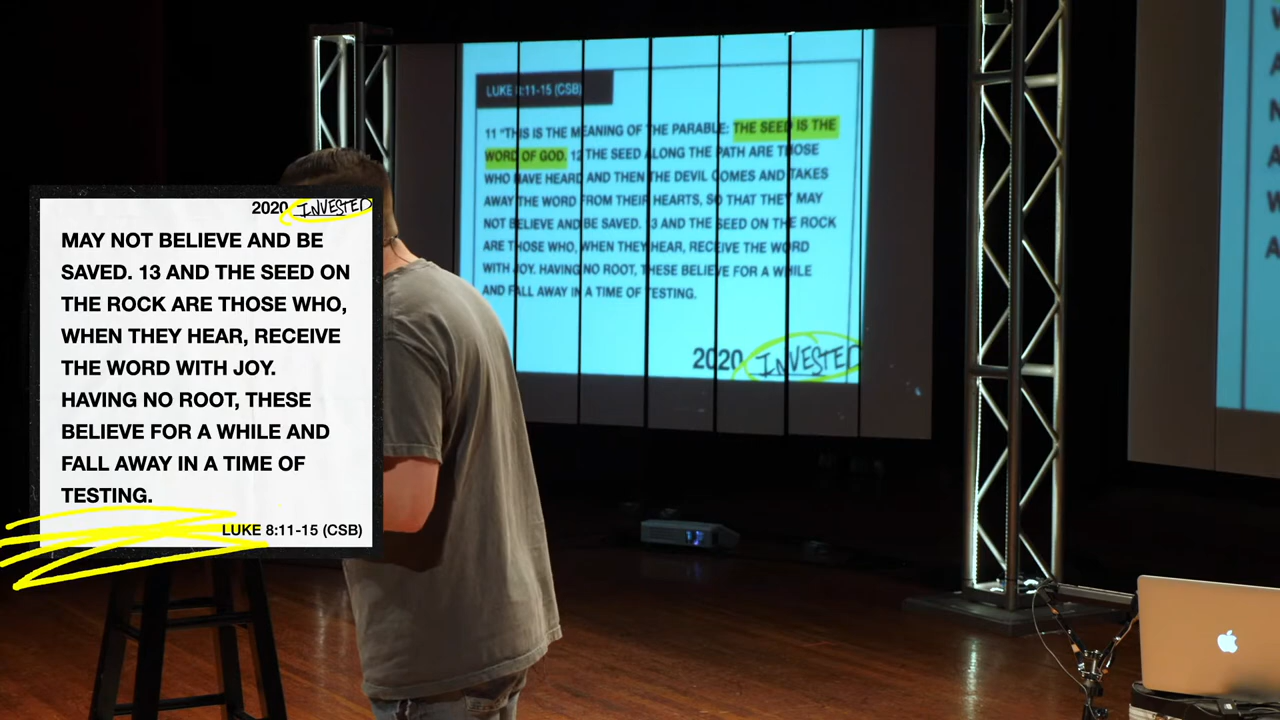 2020 INVESTED
MAY NOT BELIEVE AND BE
SAVED. 13 AND THE SEED ON
THE ROCK ARE THOSE WHO,
WHEN THEY HEAR, RECEIVE
THE WORD WITH JOY.
HAVING NO ROOT, THESE
BELIEVE FOR A WHILE AND
FALL AWAY IN A TIME OF
TESTING.
LUKE 8:11-15 (CSB)
LUKE 8:11-15 (CSB)
11 "THIS IS THE MEANING OF THE PARABLE: THE SEED IS THE
WORD OF GOD. 12 THE SEED ALONG THE PATH ARE THOSE
WHO HAVE HEARD AND THEN THE DEVIL COMES AND TAKES
AWAY THE WORD FROM THEIR HEARTS, SO THAT THEY MAY
NOT BELIEVE AND BE SAVED. 13 AND THE SEED ON THE ROCK
ARE THOSE WHO, WHEN THEY HEAR, RECEIVE THE WORD
WITH JOY. HAVING NO ROOT, THESE BELIEVE FOR A WHILE
AND FALL AWAY IN A TIME OF TESTING.
2020 INVESTED